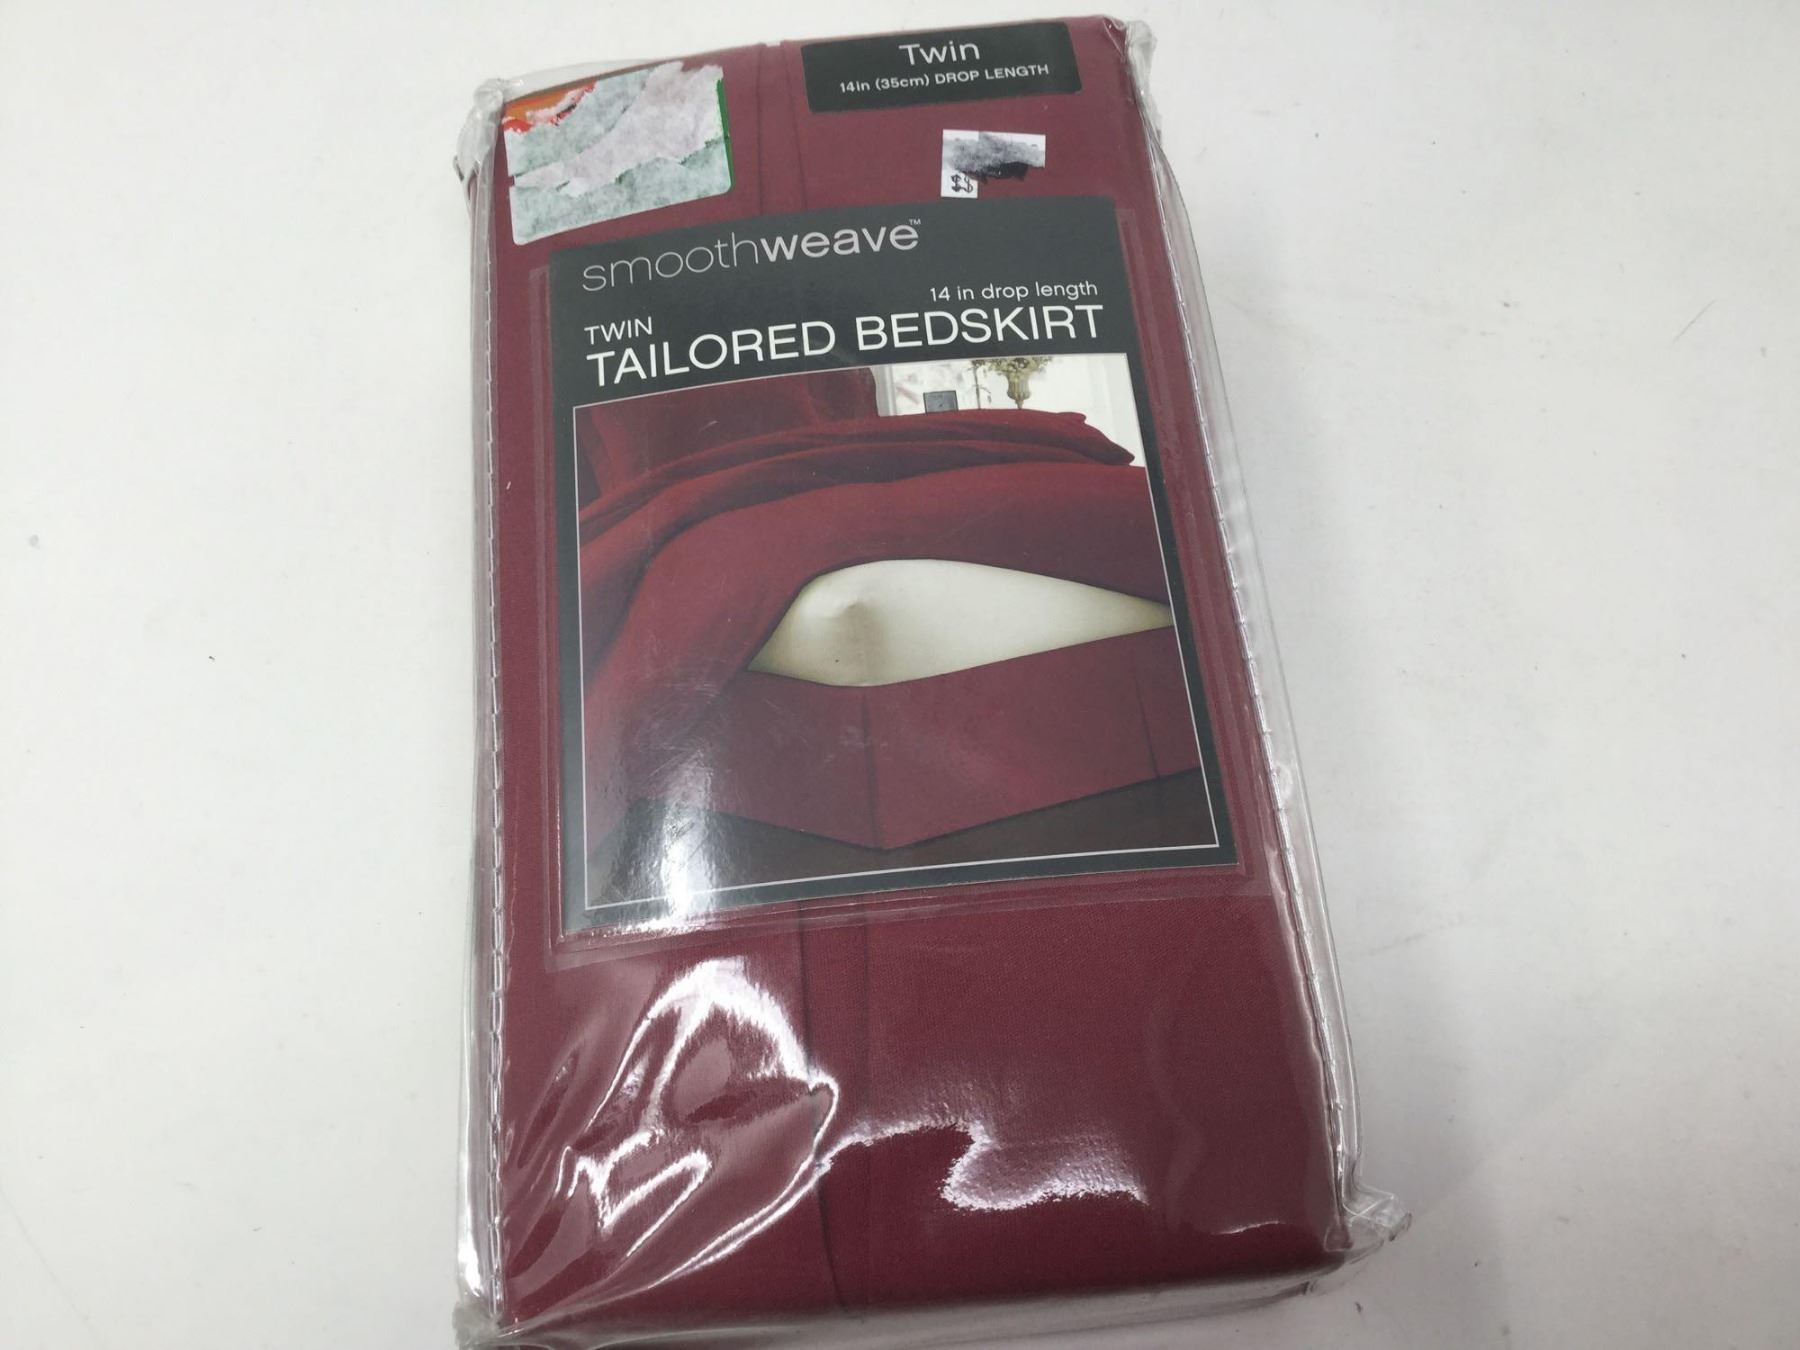 Twin
14in (35cm) DROP LENGTH
smoothweave™
14 in drop length
TWIN
TAILORED BEDSKIRT